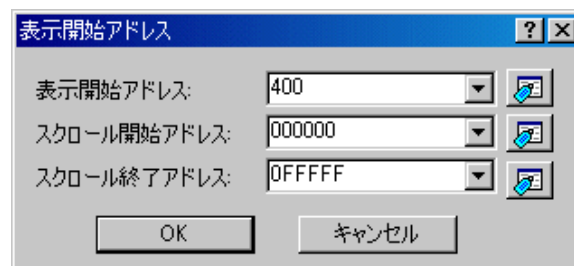 表示開始アドレス
表示開始アドレス: 400
スクロール開始アドレス: 000000
スクロール終了アドレス: 0FFFFF
OK キャンセル